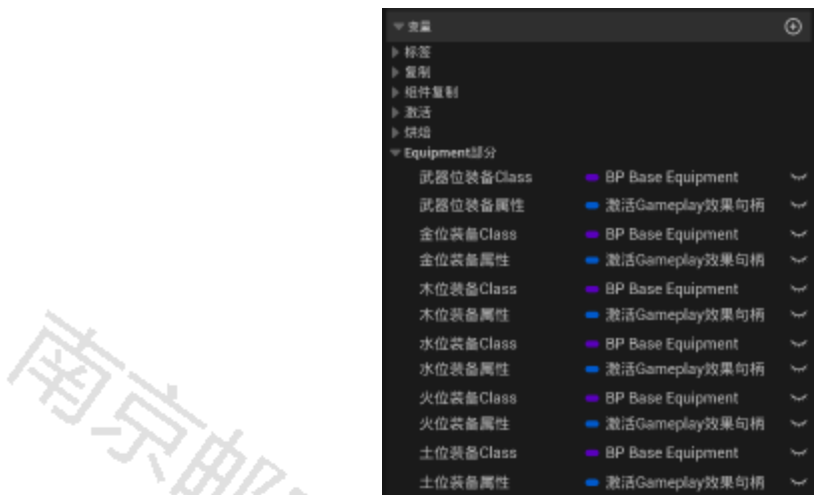 变量
标签
复制
组件复制
激活
烘焙
Equipment部分
武器位装备Class BP Base Equipment
武器位装备属性 激活Gameplay效果句柄
金位装备Class BP Base Equipment
金位装备属性 激活Gameplay效果句柄
木位装备Class BP Base Equipment
木位装备属性 激活Gameplay效果句柄
水位装备Class BP Base Equipment
水位装备属性 激活Gameplay效果句柄
火位装备Class BP Base Equipment
火位装备属性 激活Gameplay效果句柄
土位装备Class BP Base Equipment
土位装备属性 激活Gameplay效果句柄
南京邮